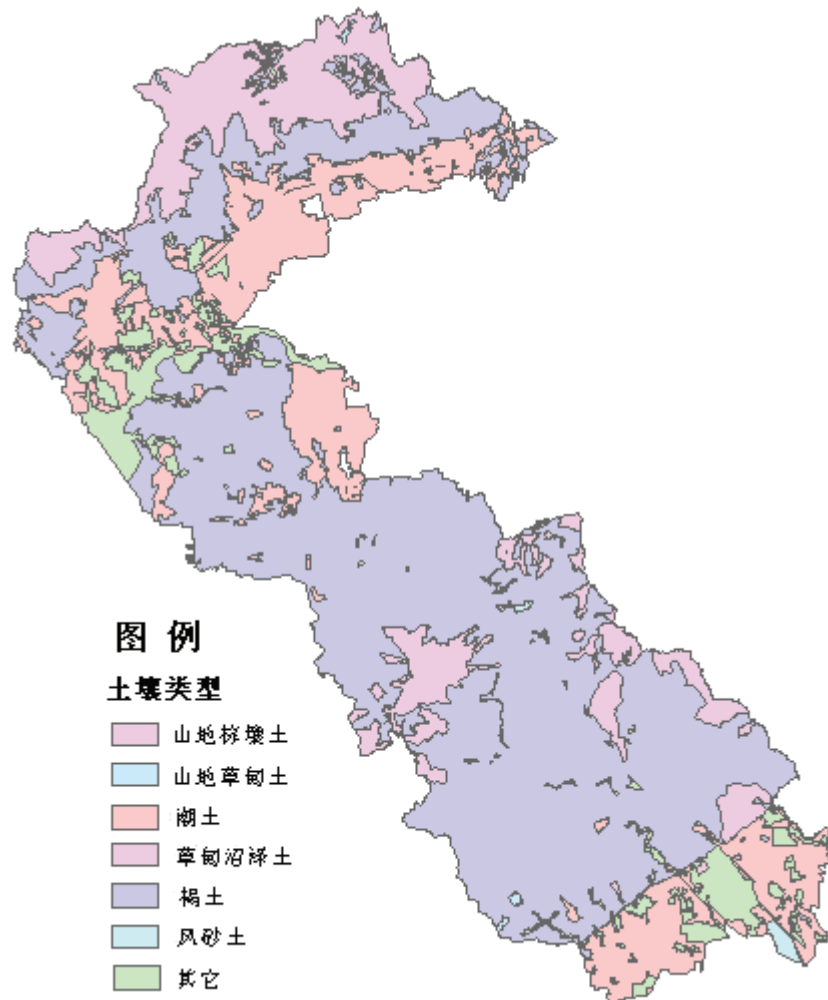 图 例
土壤类型
山地棕壤土
山地草甸土
潮土
草甸沼泽土
褐土
风砂土
其它